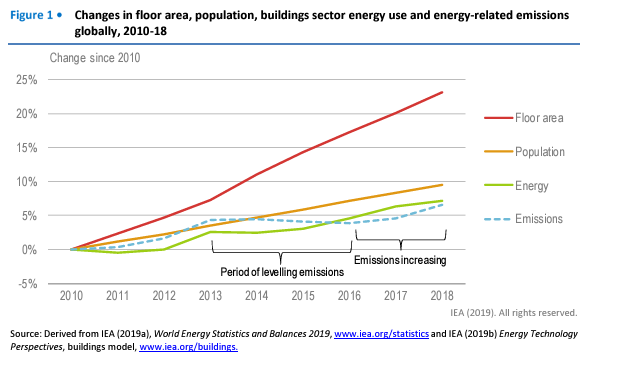 Figure 1 • Changes in floor area, population, buildings sector energy use and energy-related emissions
globally, 2010-18
Change since 2010
25%
20%
15%
10%
5%
0%
-5%
2010 2011 2012 2013 2014 2015 2016 2017 2018
Floor area
Population
Energy
Emissions
Period of levelling emissions
Emissions increasing
IEA (2019). All rights reserved.
Source: Derived from IEA (2019a), World Energy Statistics and Balances 2019, www.iea.org/statistics and IEA (2019b) Energy Technology
Perspectives, buildings model, www.iea.org/buildings.